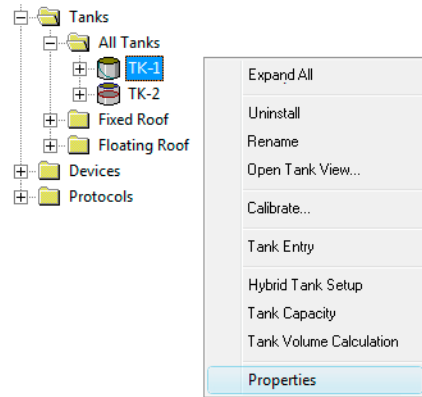 Tanks
All Tanks
TK-1
TK-2
Fixed Roof
Floating Roof
Devices
Protocols
Expand All
Uninstall
Rename
Open Tank View...
Calibrate...
Tank Entry
Hybrid Tank Setup
Tank Capacity
Tank Volume Calculation
Properties